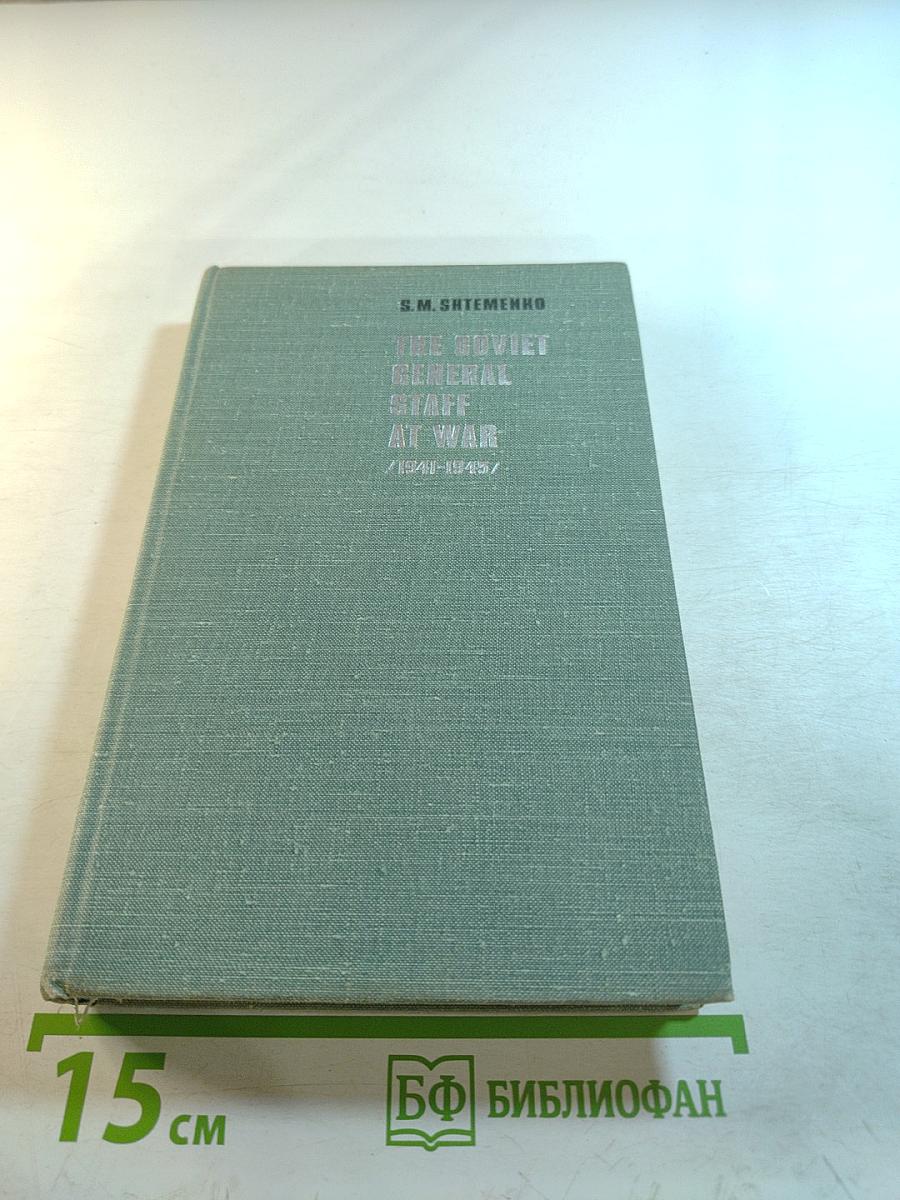 S.M. SHTEMENKO
THE SOVIET
GENERAL
STAFF
AT WAR
/1941-1945/
15 см
БФ БИБЛИОФАН